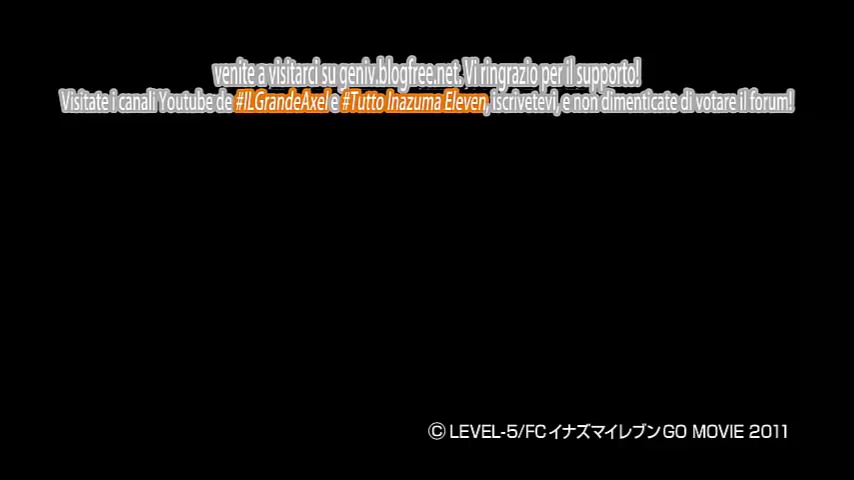 venite a visitarci su geniv.blogfree.net. Vi ringrazio per il supporto!
Visitate i canali Youtube de #ILGrandeAxel e #Tutto Inazuma Eleven, iscrivetevi, e non dimenticate di votare il forum!
© LEVEL-5/FCイナズマイレブンGO MOVIE 2011